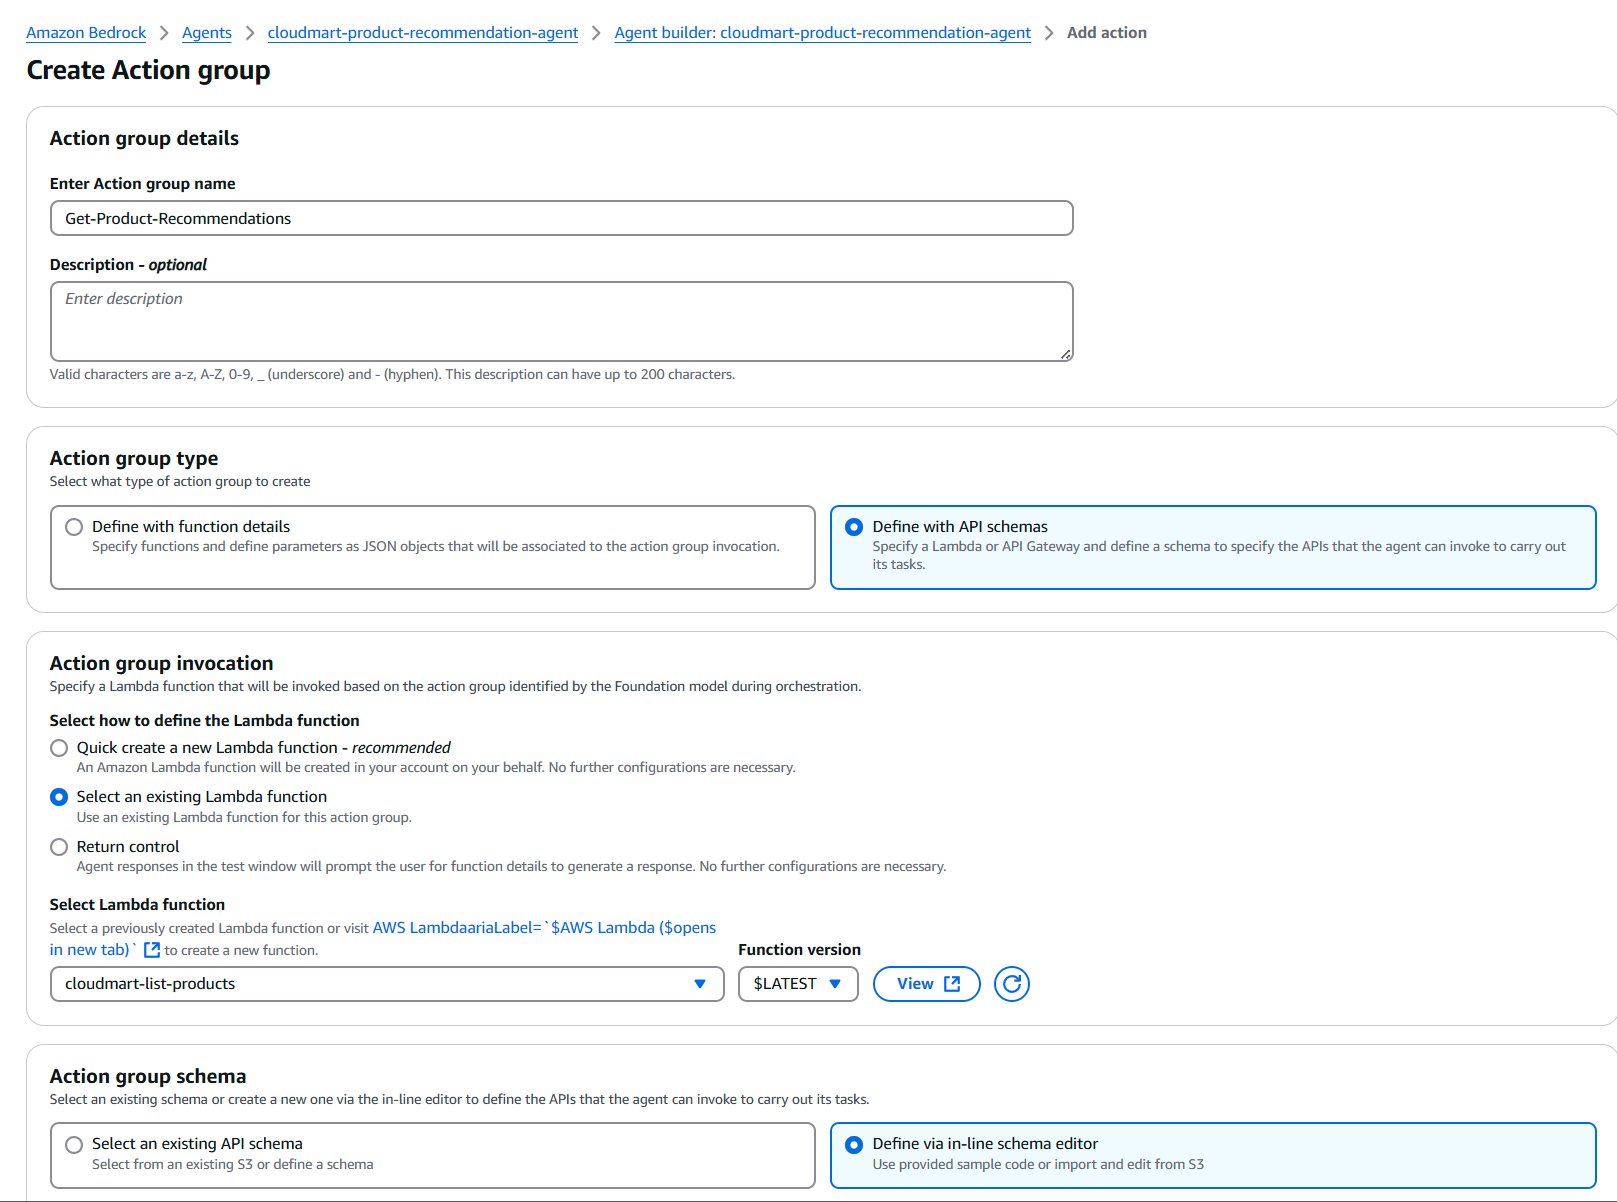 Amazon Bedrock > Agents > cloudmart-product-recommendation-agent > Agent builder: cloudmart-product-recommendation-agent > Add action
Create Action group
Action group details
Enter Action group name
Get-Product-Recommendations
Description - optional
Enter description
Valid characters are a-z, A-Z, 0-9, _ (underscore) and - (hyphen). This description can have up to 200 characters.
Action group type
Select what type of action group to create
Define with function details
Specify functions and define parameters as JSON objects that will be associated to the action group invocation.
Define with API schemas
Specify a Lambda or API Gateway and define a schema to specify the APIs that the agent can invoke to carry out
its tasks.
Action group invocation
Specify a Lambda function that will be invoked based on the action group identified by the Foundation model during orchestration.
Select how to define the Lambda function
Quick create a new Lambda function - recommended
An Amazon Lambda function will be created in your account on your behalf. No further configurations are necessary.
Select an existing Lambda function
Use an existing Lambda function for this action group.
Return control
Agent responses in the test window will prompt the user for function details to generate a response. No further configurations are necessary.
Select Lambda function
Select a previously created Lambda function or visit AWS LambdaariaLabel=`$AWS Lambda ($opens
in new tab)` to create a new function.
Function version
cloudmart-list-products
$LATEST
View
Action group schema
Select an existing schema or create a new one via the in-line editor to define the APIs that the agent can invoke to carry out its tasks.
Select an existing API schema
Select from an existing S3 or define a schema
Define via in-line schema editor
Use provided sample code or import and edit from S3